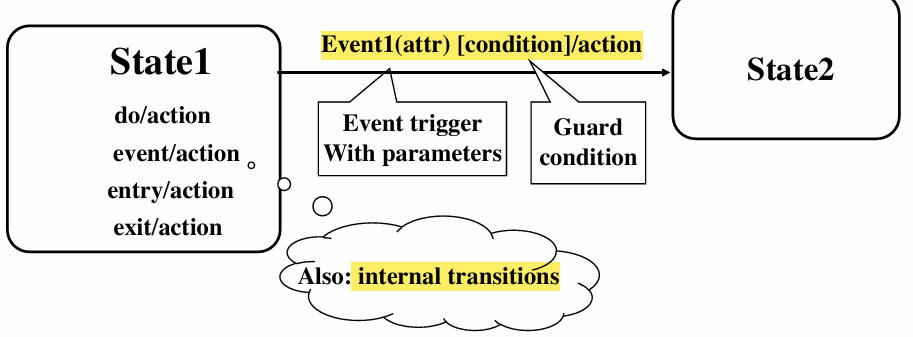 State1
do/action
event/action
entry/action
exit/action
Event1(attr) [condition]/action
Event trigger
With parameters
Guard
condition
State2
Also: internal transitions